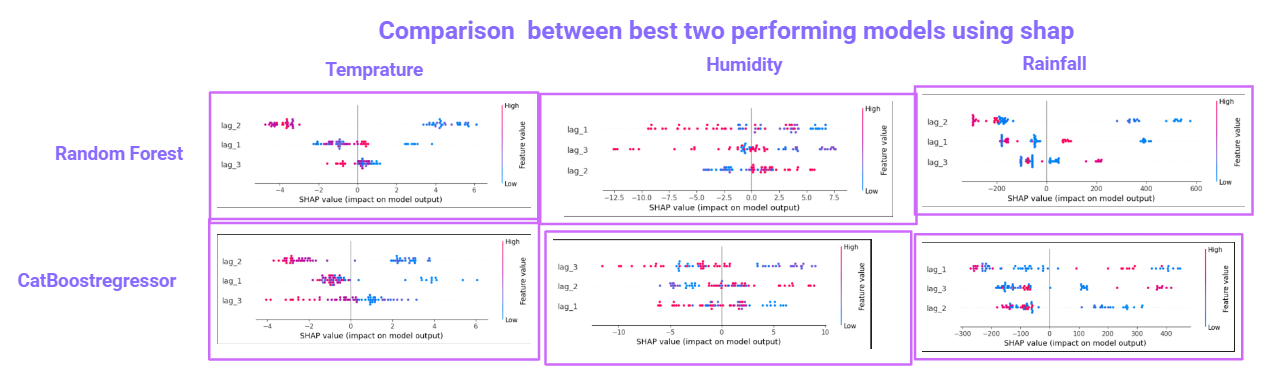 Comparison between best two performing models using shap
Temprature
Humidity
Rainfall
Random Forest
High
lag_2
lag_1
lag_3
Feature value
Low
−4 −2 0 2 4 6
SHAP value (impact on model output)
High
lag_1
lag_3
lag_2
Feature value
Low
−12.5 −10.0 −7.5 −5.0 −2.5 0.0 2.5 5.0 7.5
SHAP value (impact on model output)
High
lag_2
lag_1
lag_3
Feature value
Low
−200 0 200 400 600
SHAP value (impact on model output)
CatBoostregressor
High
lag_2
lag_1
lag_3
Feature value
Low
−4 −2 0 2 4 6
SHAP value (impact on model output)
High
lag_3
lag_2
lag_1
Feature value
Low
−10 −5 0 5 10
SHAP value (impact on model output)
High
lag_1
lag_3
lag_2
Feature value
Low
−300 −200 −100 0 100 200 300 400
SHAP value (impact on model output)